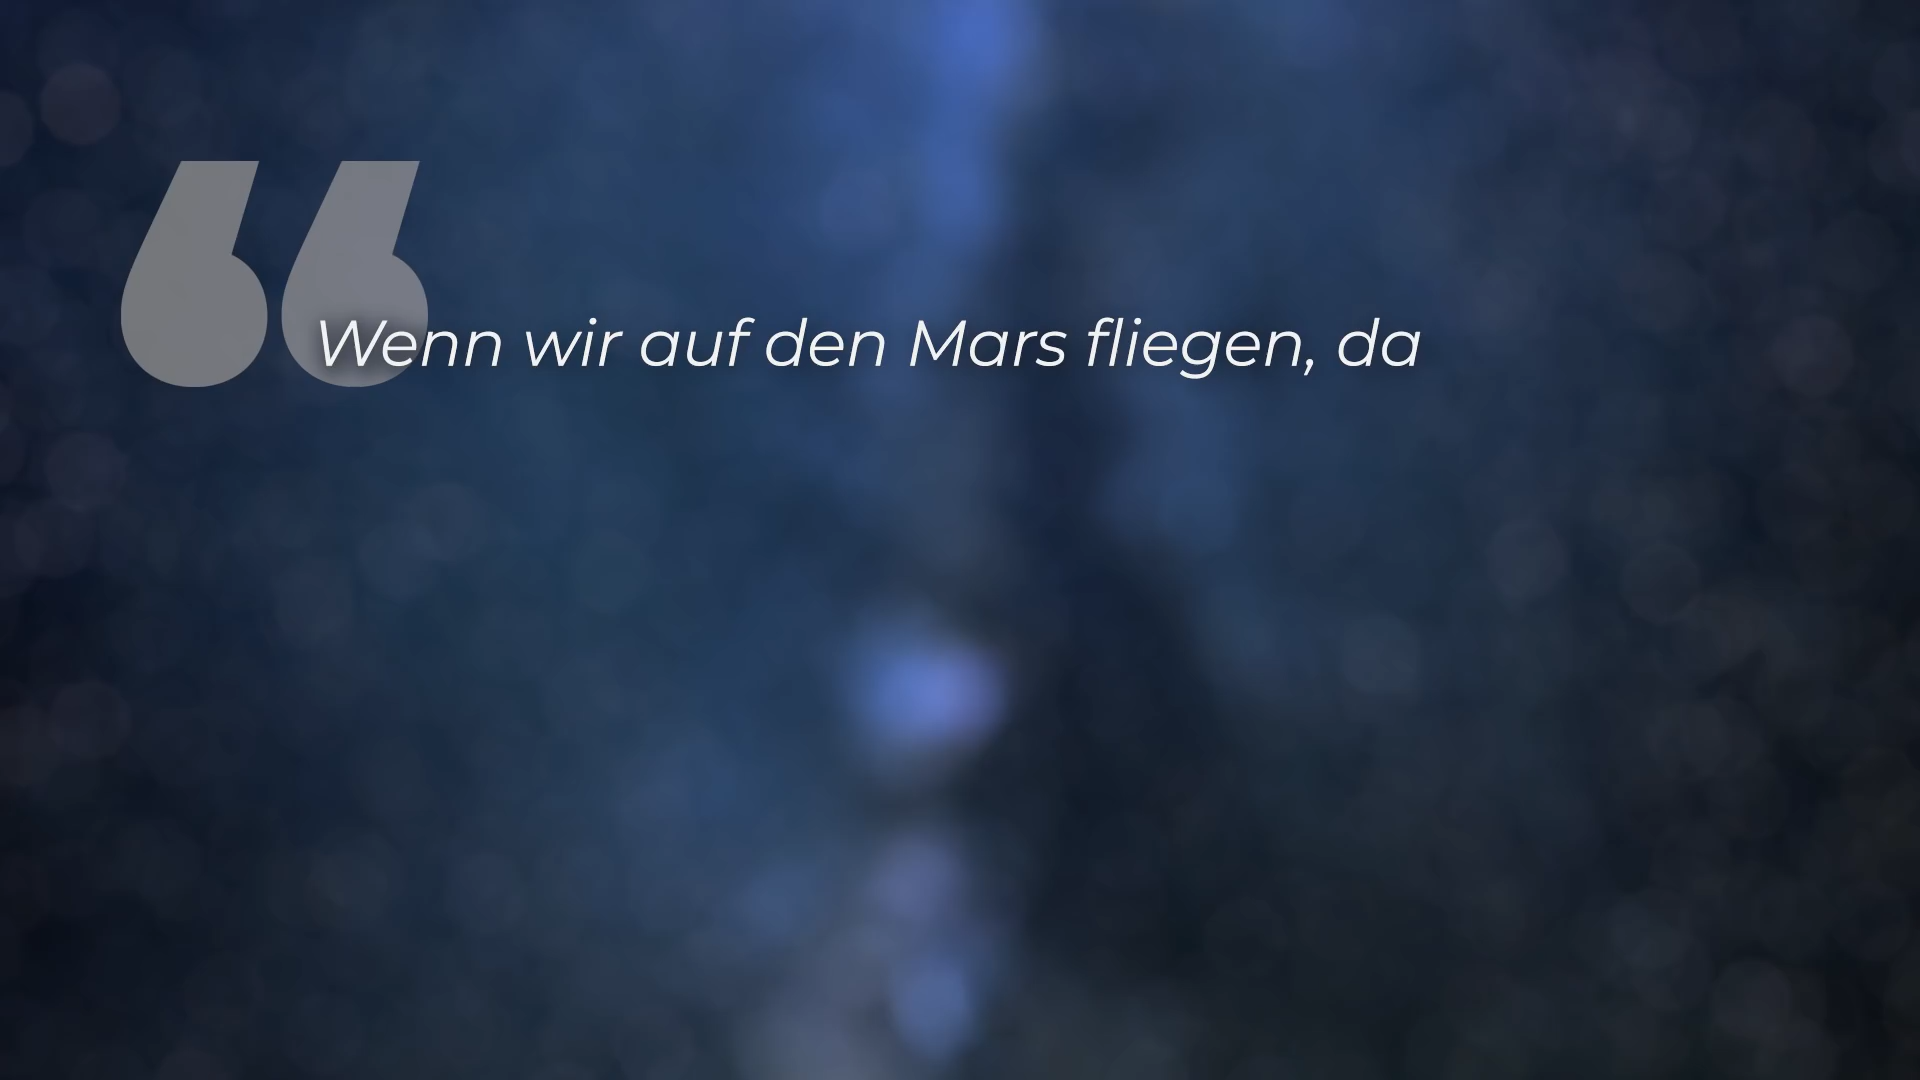 “
Wenn wir auf den Mars fliegen, da